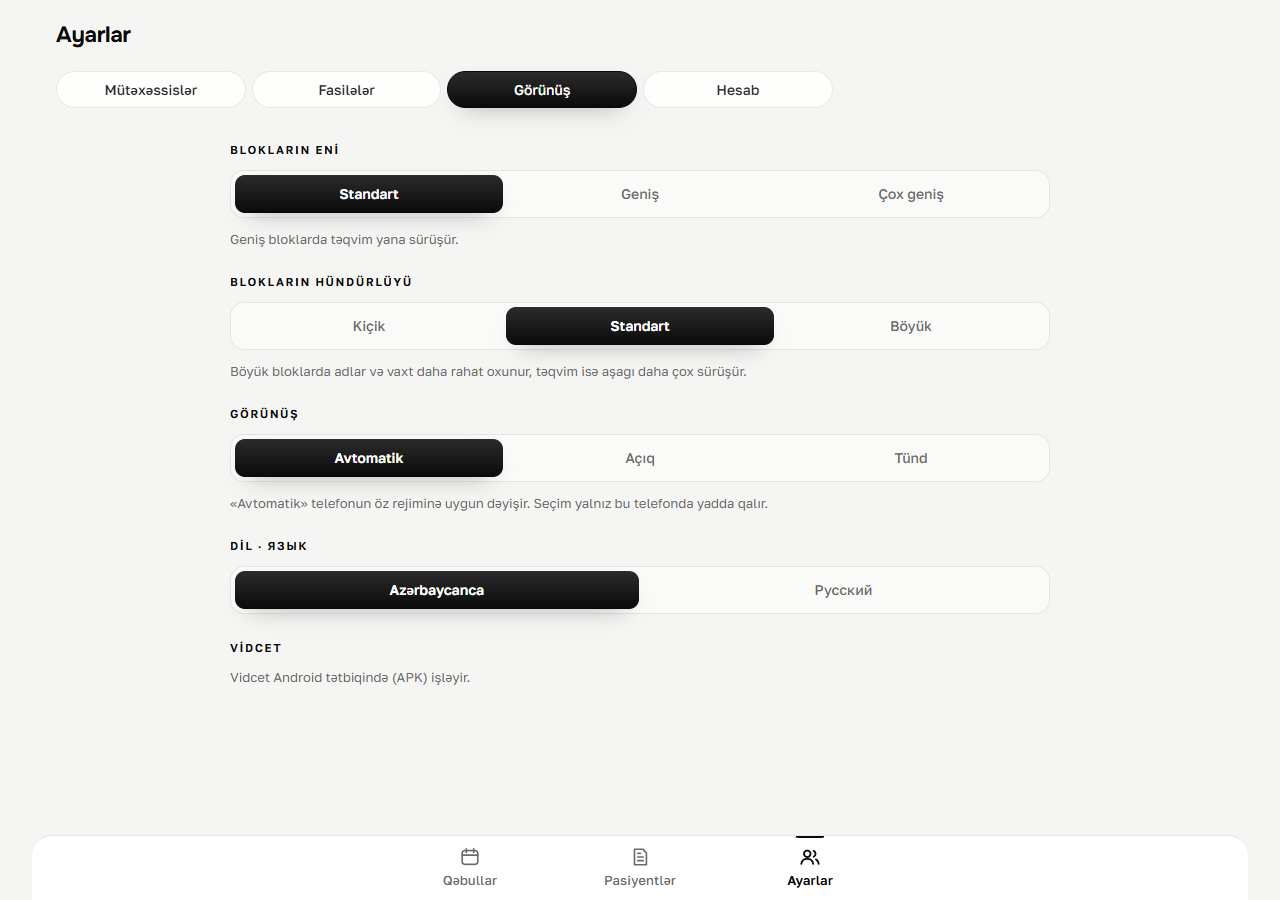 Ayarlar
Mütəxəssislər
Fasilələr
Görünüş
Hesab
BLOKLARIN ENİ
Standart
Geniş
Çox geniş
Geniş bloklarda təqvim yana sürüşür.
BLOKLARIN HÜNDÜRLÜYÜ
Kiçik
Standart
Böyük
Böyük bloklarda adlar və vaxt daha rahat oxunur, təqvim isə aşağı daha çox sürüşür.
GÖRÜNÜŞ
Avtomatik
Açıq
Tünd
«Avtomatik» telefonun öz rejiminə uyğun dəyişir. Seçim yalnız bu telefonda yadda qalır.
DİL · ЯЗЫК
Azərbaycanca
Русский
VİDCET
Vidcet Android tətbiqində (APK) işləyir.
Qəbullar
Pasiyentlər
Ayarlar